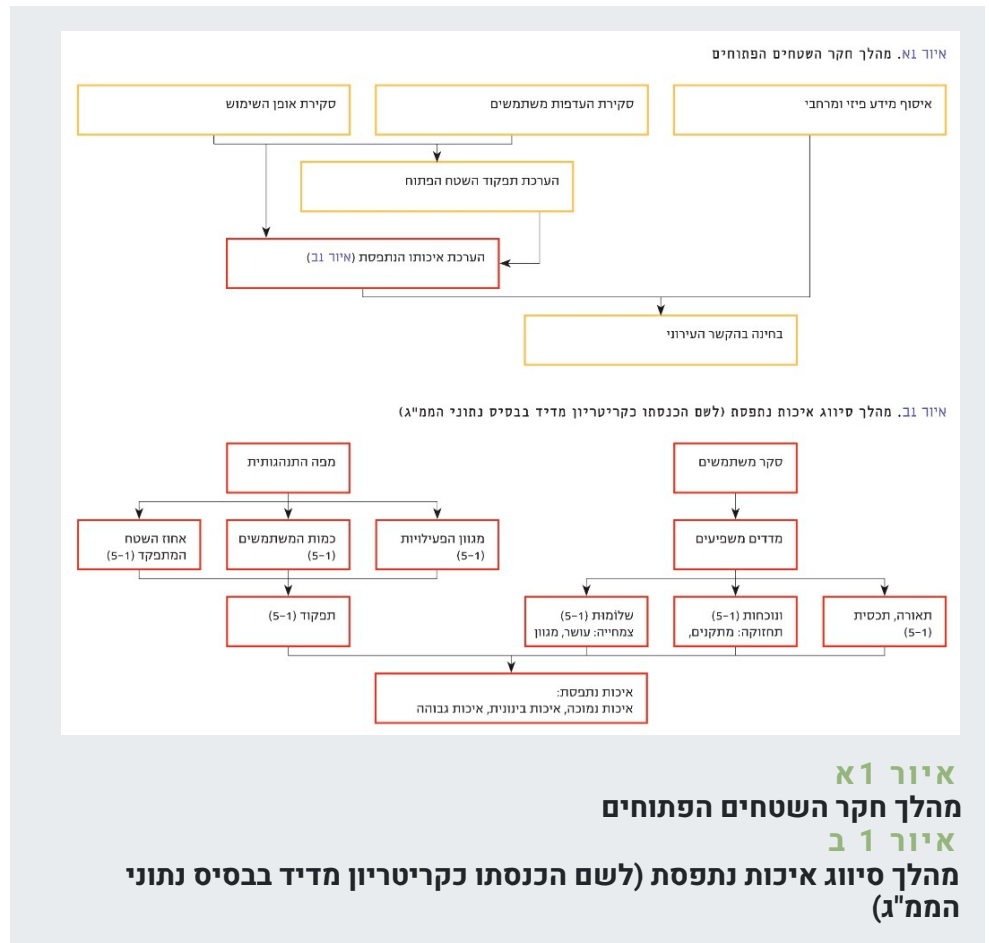 איור 1א. מהלך חקר השטחים הפתוחים
איסוף מידע פיזי ומרחבי
סקירת העדפות משתמשים
סקירת אופן השימוש
הערכת תפקוד השטח הפתוח
הערכת איכותו הנתפסת (איור 1ב)
בחינה בהקשר העירוני
איור 1ב. מהלך סיווג איכות נתפסת (לשם הכנסתו כקריטריון מדיד בבסיס נתוני הממ"ג)
סקר משתמשים
מפה התנהגותית
מדדים משפיעים
מגוון הפעילויות
(5-1)
כמות המשתמשים
(5-1)
אחוז השטח
המתפקד (5-1)
תאורה, תכסית
(5-1)
ונוכחות (5-1)
תחזוקה: מתקנים,
שלוֹמוּת (5-1)
צמחייה: עושר, מגוון
תפקוד (5-1)
איכות נתפסת:
איכות נמוכה, איכות בינונית, איכות גבוהה
איור 1א
מהלך חקר השטחים הפתוחים
איור 1 ב
מהלך סיווג איכות נתפסת (לשם הכנסתו כקריטריון מדיד בבסיס נתוני
הממ"ג)